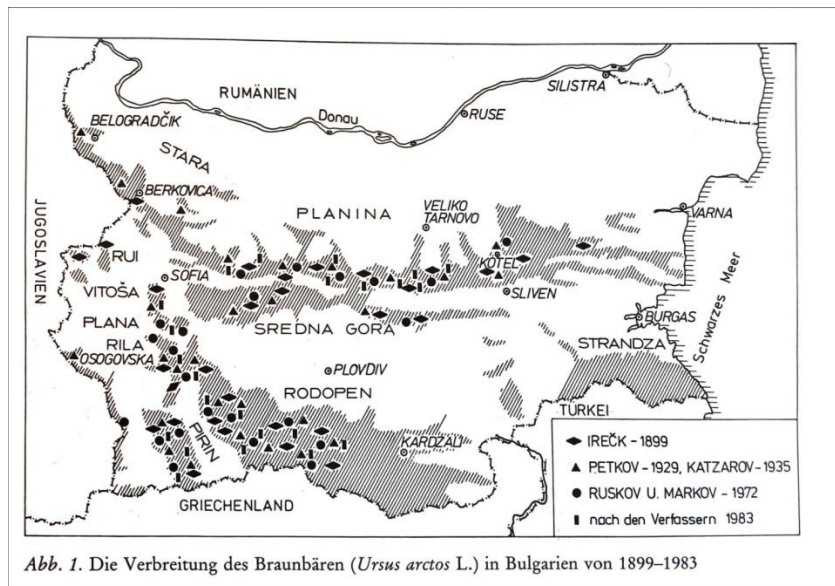 RUMÄNIEN
SILISTRA
Donau
RUSE
BELOGRADČIK
STARA
BERKOVICA
PLANINA
VELIKO
TARNOVO
VARNA
JUGOSLAVIEN
RUI
SOFIA
KOTEL
SLIVEN
VITOŠA
PLANA
SREDNA GORA
BURGAS
Schwarzes Meer
RILA
OSOGOVSKA
STRANDZA
PLOVDIV
RODOPEN
TÜRKEI
PIRIN
KARDZALI
GRIECHENLAND
IREČK - 1899
PETKOV - 1929, KATZAROV - 1935
RUSKOV U. MARKOV - 1972
nach den Verfassern 1983
Abb. 1. Die Verbreitung des Braunbären (Ursus arctos L.) in Bulgarien von 1899–1983